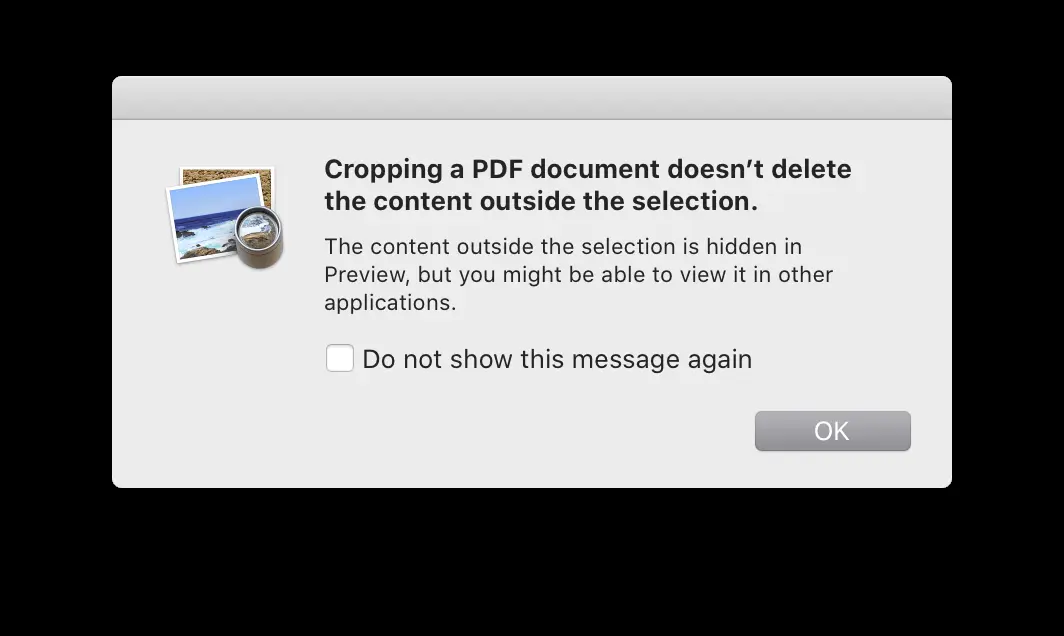 Cropping a PDF document doesn’t delete
the content outside the selection.
The content outside the selection is hidden in
Preview, but you might be able to view it in other
applications.
Do not show this message again
OK